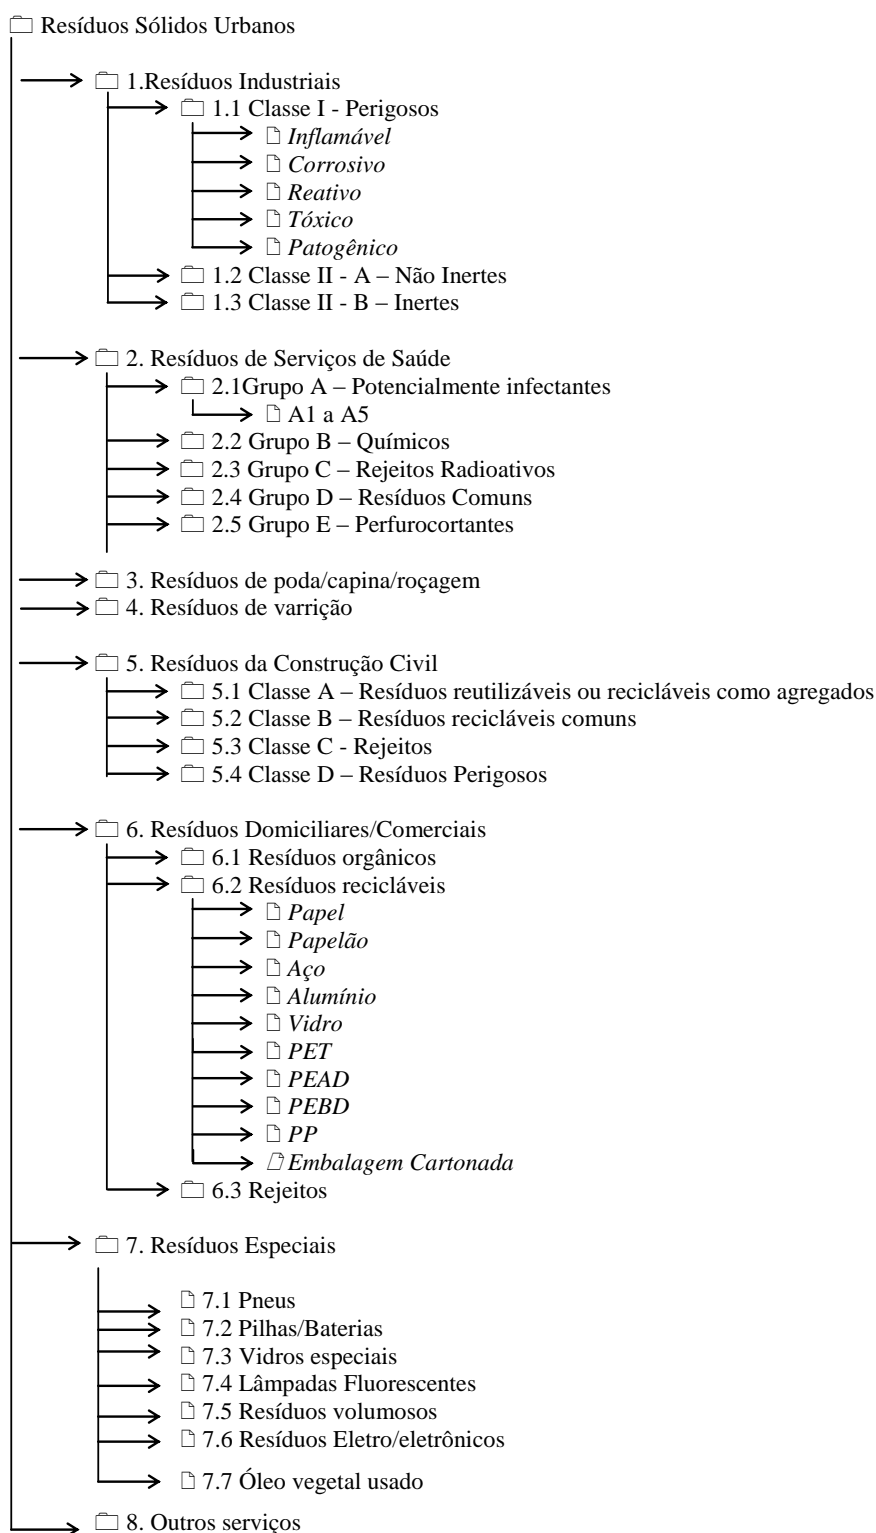 Resíduos Sólidos Urbanos
1.Resíduos Industriais
1.1 Classe I - Perigosos
Inflamável
Corrosivo
Reativo
Tóxico
Patogênico
1.2 Classe II - A – Não Inertes
1.3 Classe II - B – Inertes
2. Resíduos de Serviços de Saúde
2.1Grupo A – Potencialmente infectantes
A1 a A5
2.2 Grupo B – Químicos
2.3 Grupo C – Rejeitos Radioativos
2.4 Grupo D – Resíduos Comuns
2.5 Grupo E – Perfurocortantes
3. Resíduos de poda/capina/roçagem
4. Resíduos de varrição
5. Resíduos da Construção Civil
5.1 Classe A – Resíduos reutilizáveis ou recicláveis como agregados
5.2 Classe B – Resíduos recicláveis comuns
5.3 Classe C - Rejeitos
5.4 Classe D – Resíduos Perigosos
6. Resíduos Domiciliares/Comerciais
6.1 Resíduos orgânicos
6.2 Resíduos recicláveis
Papel
Papelão
Aço
Alumínio
Vidro
PET
PEAD
PEBD
PP
Embalagem Cartonada
6.3 Rejeitos
7. Resíduos Especiais
7.1 Pneus
7.2 Pilhas/Baterias
7.3 Vidros especiais
7.4 Lâmpadas Fluorescentes
7.5 Resíduos volumosos
7.6 Resíduos Eletro/eletrônicos
7.7 Óleo vegetal usado
8. Outros serviços